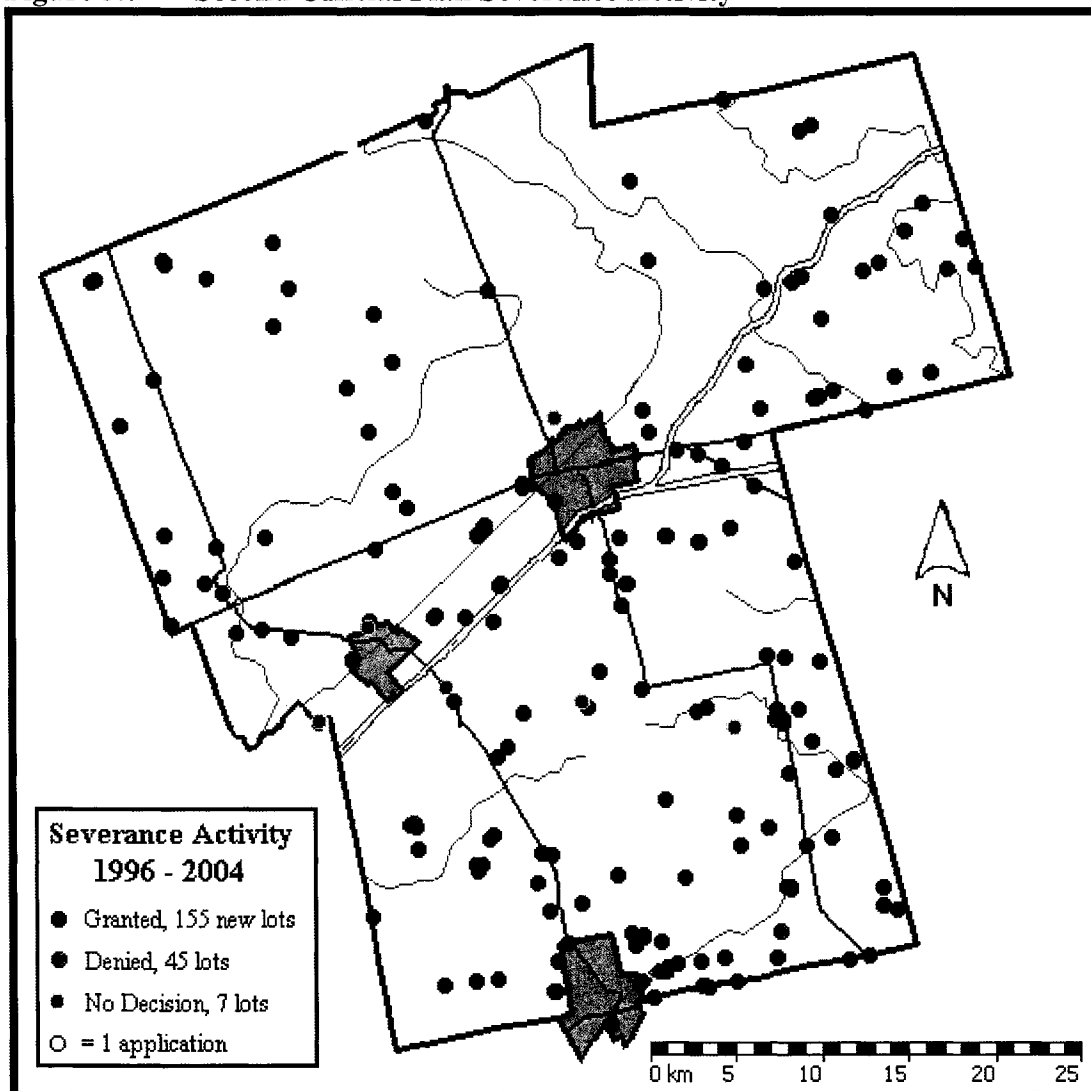 N
Severance Activity
1996 - 2004
Granted, 155 new lots
Denied, 45 lots
No Decision, 7 lots
= 1 application
0 km 5 10 15 20 25